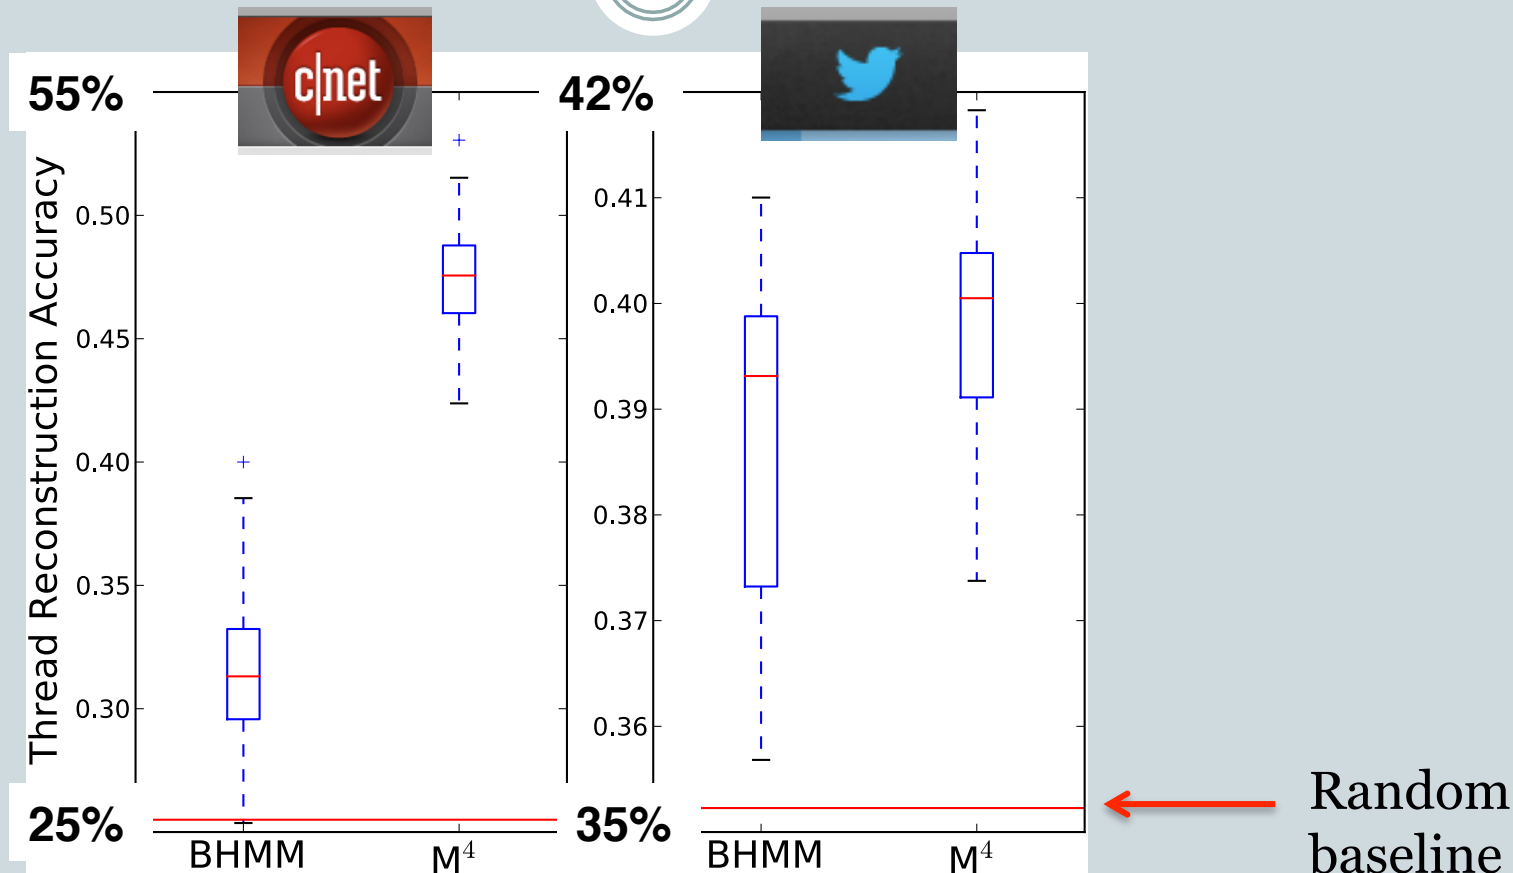 c|net
55%
42%
Thread Reconstruction Accuracy
0.50
0.45
0.40
0.35
0.30
25%
0.41
0.40
0.39
0.38
0.37
0.36
35%
BHMM
M⁴
BHMM
M⁴
Random
baseline